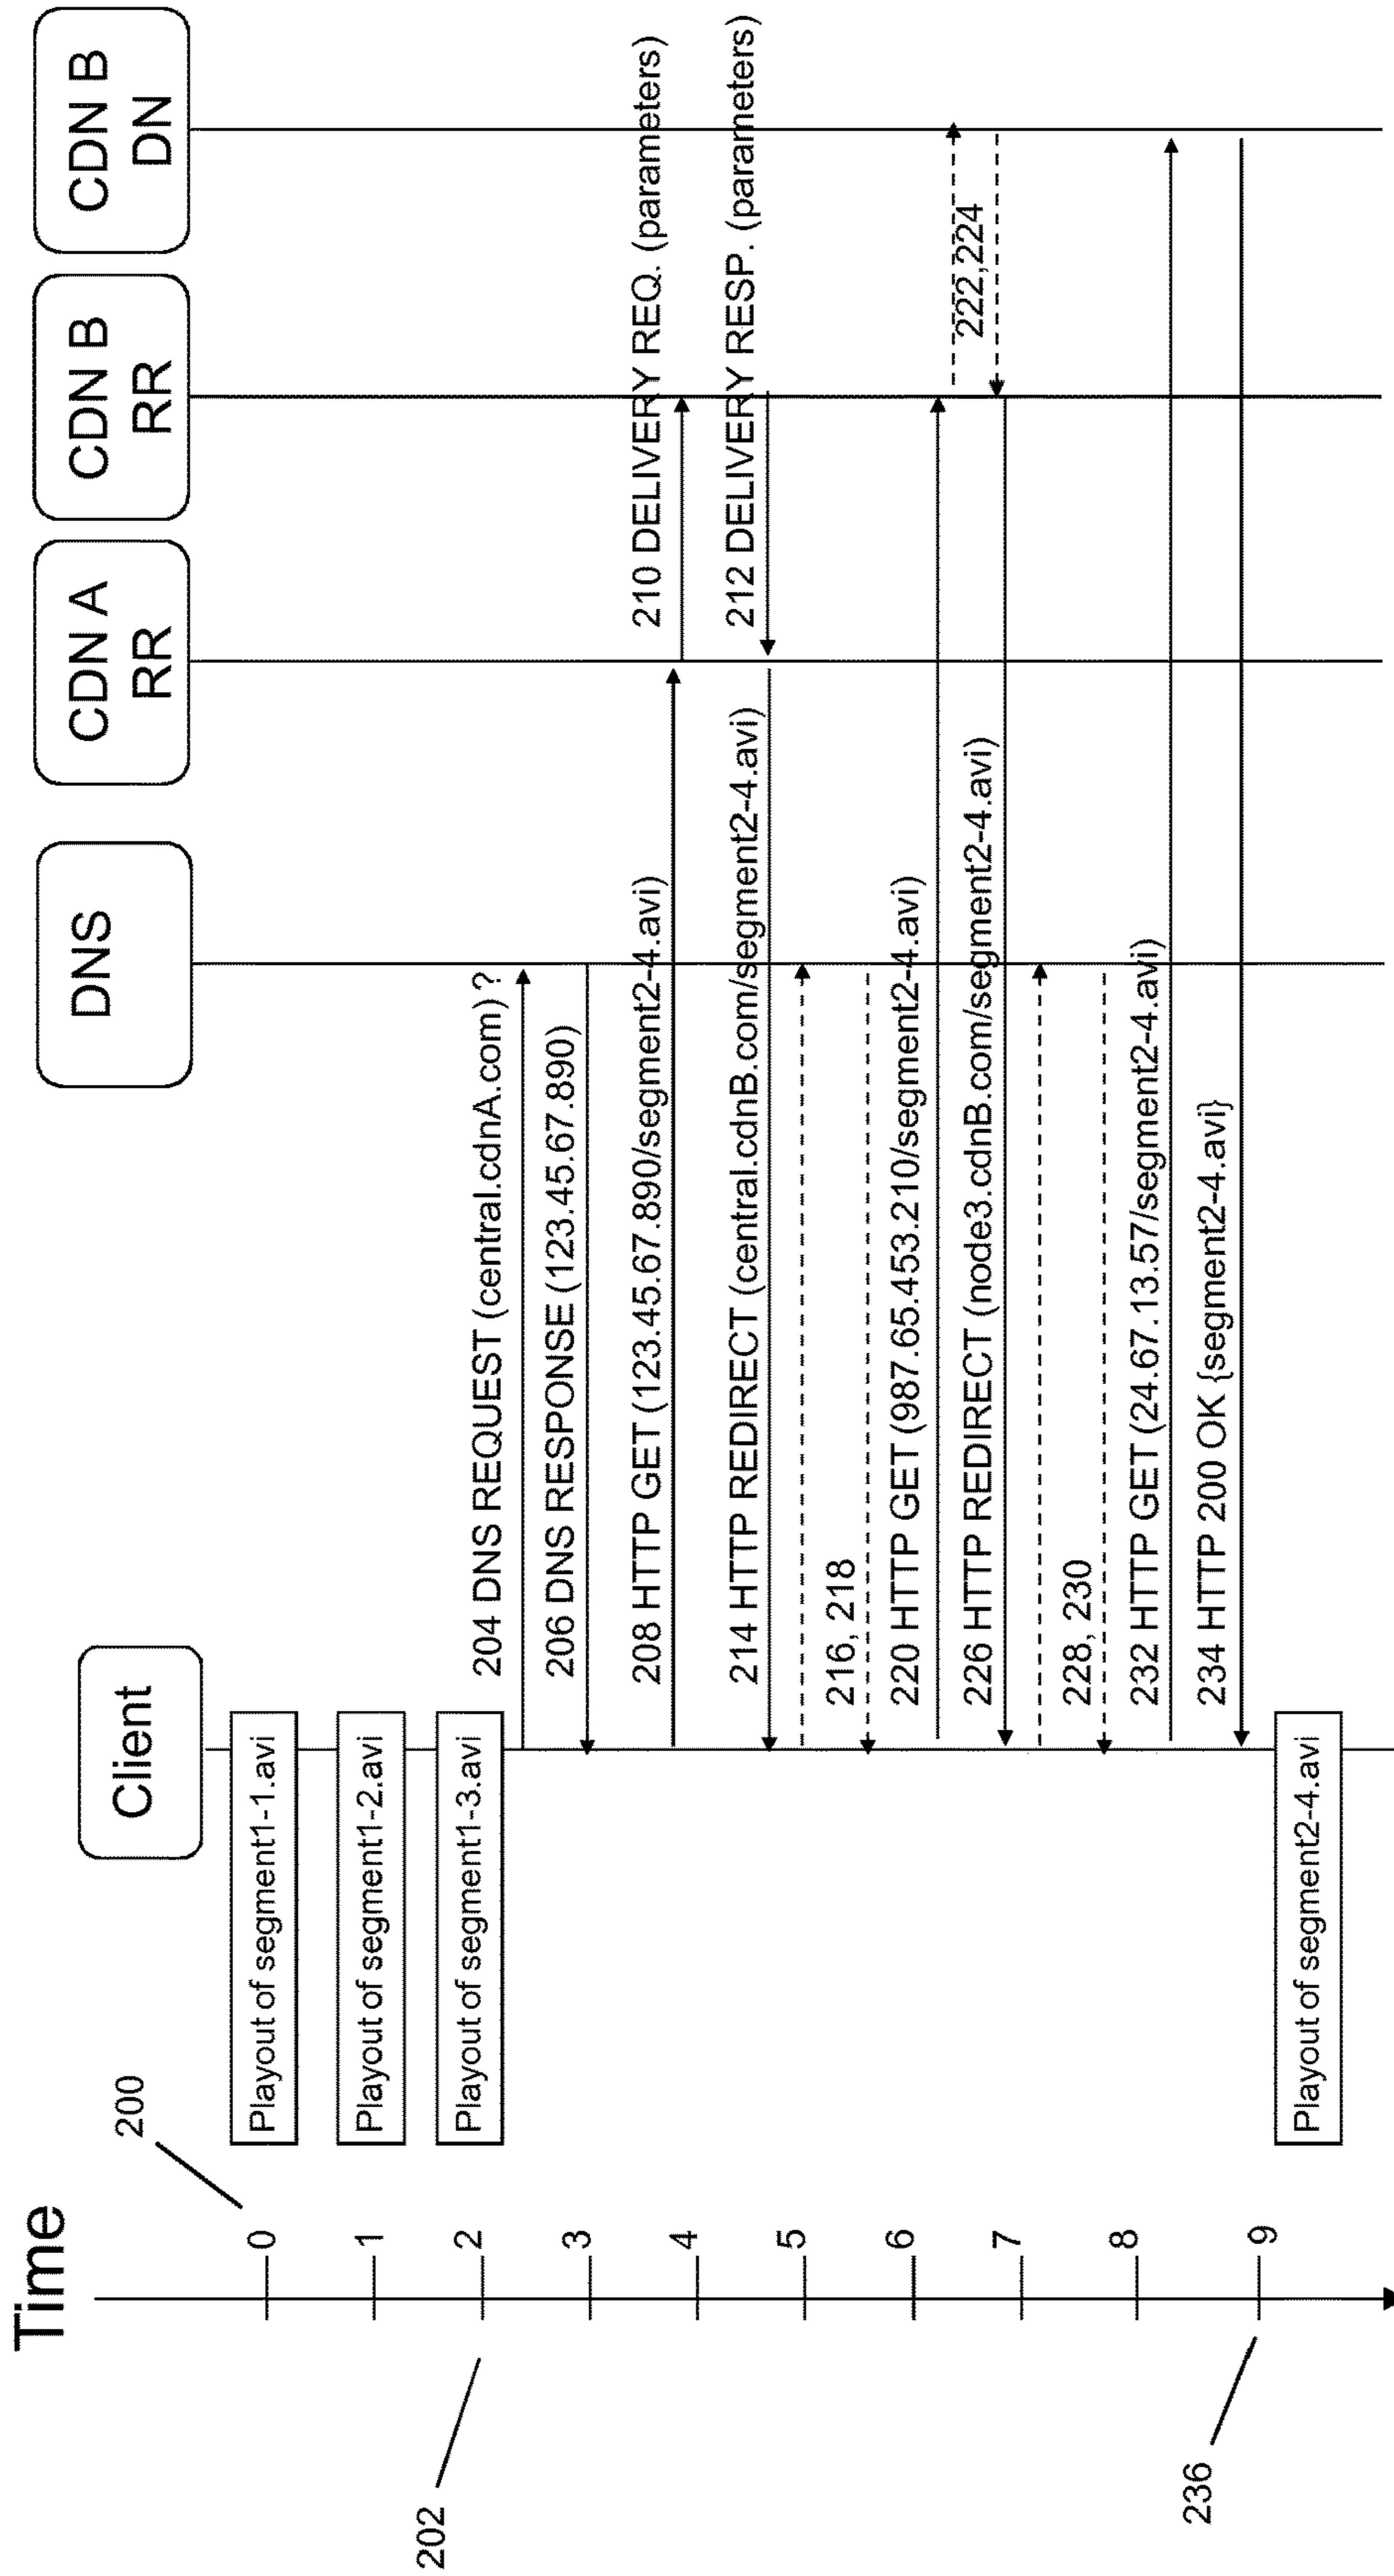 Time
Client
DNS
CDN A
RR
CDN B
RR
CDN B
DN
200
0
Playout of segment1-1.avi
1
Playout of segment1-2.avi
202
2
Playout of segment1-3.avi
204 DNS REQUEST (central.cdnA.com) ?
3
206 DNS RESPONSE (123.45.67.890)
4
208 HTTP GET (123.45.67.890/segment2-4.avi)
210 DELIVERY REQ. (parameters)
212 DELIVERY RESP. (parameters)
214 HTTP REDIRECT (central.cdnB.com/segment2-4.avi)
5
216, 218
6
220 HTTP GET (987.65.453.210/segment2-4.avi)
222,224
226 HTTP REDIRECT (node3.cdnB.com/segment2-4.avi)
7
228, 230
8
232 HTTP GET (24.67.13.57/segment2-4.avi)
234 HTTP 200 OK {segment2-4.avi}
236
9
Playout of segment2-4.avi